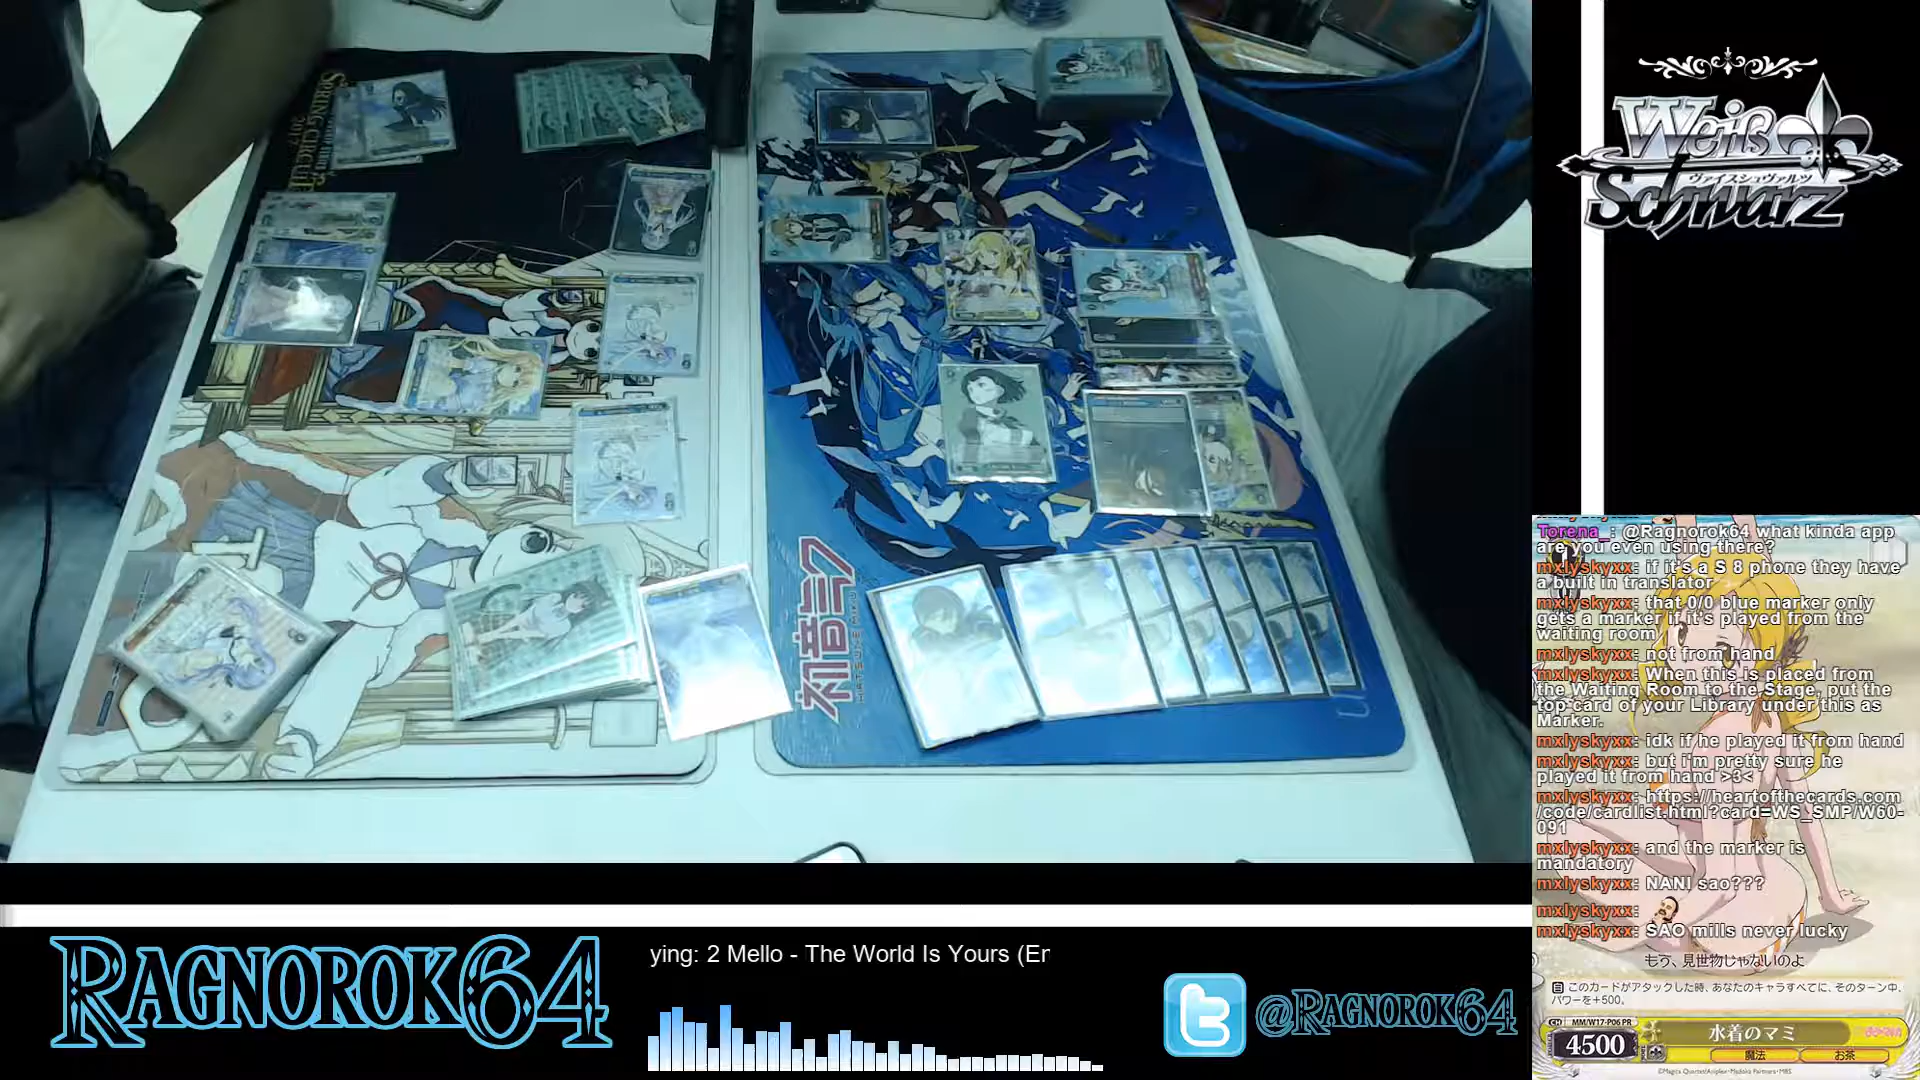 SPRING CIRCUIT
2017
初音ミク
HATSUNE MIKU
Weiß
ヴァイスシュヴァルツ
Schwarz
Torena_: @Ragnorok64 what kinda app
are you even using there?
mxlyskyxx: if it's a S 8 phone they have
a built in translator
mxlyskyxx: that 0/0 blue marker only
gets a marker if it's played from the
waiting room
mxlyskyxx: not from hand
mxlyskyxx: When this is placed from
the Waiting Room to the Stage, put the
top card of your Library under this as
Marker.
mxlyskyxx: idk if he played it from hand
mxlyskyxx: but i'm pretty sure he
played it from hand >3<
mxlyskyxx: https://heartofthecards.com
/code/cardlist.html?card=WS_SMP/W60-
091
mxlyskyxx: and the marker is
mandatory
mxlyskyxx: NANI sao???
mxlyskyxx:
mxlyskyxx: SAO mills never lucky
もう、見世物じゃないのよ
このカードがアタックした時、あなたのキャラすべてに、そのターン中、
パワーを+500。
MM/W17-P06 PR
水着のマミ
4500
魔法
お茶
RAGNOROK64
ying: 2 Mello - The World Is Yours (Er
@RAGNOROK64